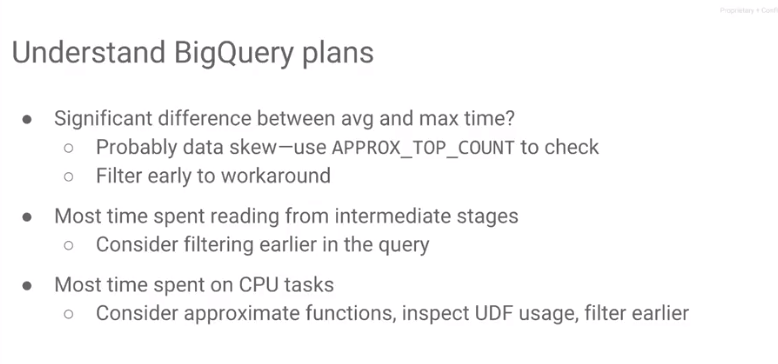 Proprietary + Confi
Understand BigQuery plans
● Significant difference between avg and max time?
○ Probably data skew—use APPROX_TOP_COUNT to check
○ Filter early to workaround
● Most time spent reading from intermediate stages
○ Consider filtering earlier in the query
● Most time spent on CPU tasks
○ Consider approximate functions, inspect UDF usage, filter earlier